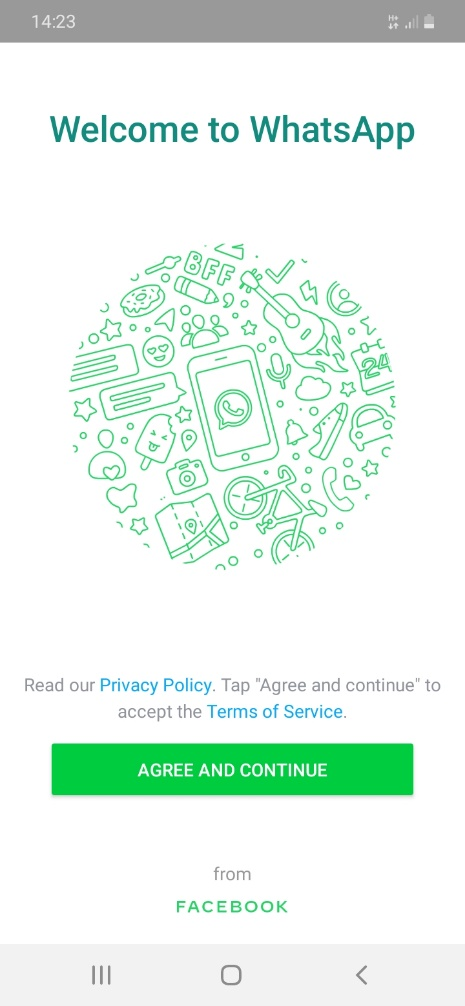 14:23
Welcome to WhatsApp
BFF
24
Read our Privacy Policy. Tap "Agree and continue" to
accept the Terms of Service.
AGREE AND CONTINUE
from
FACEBOOK